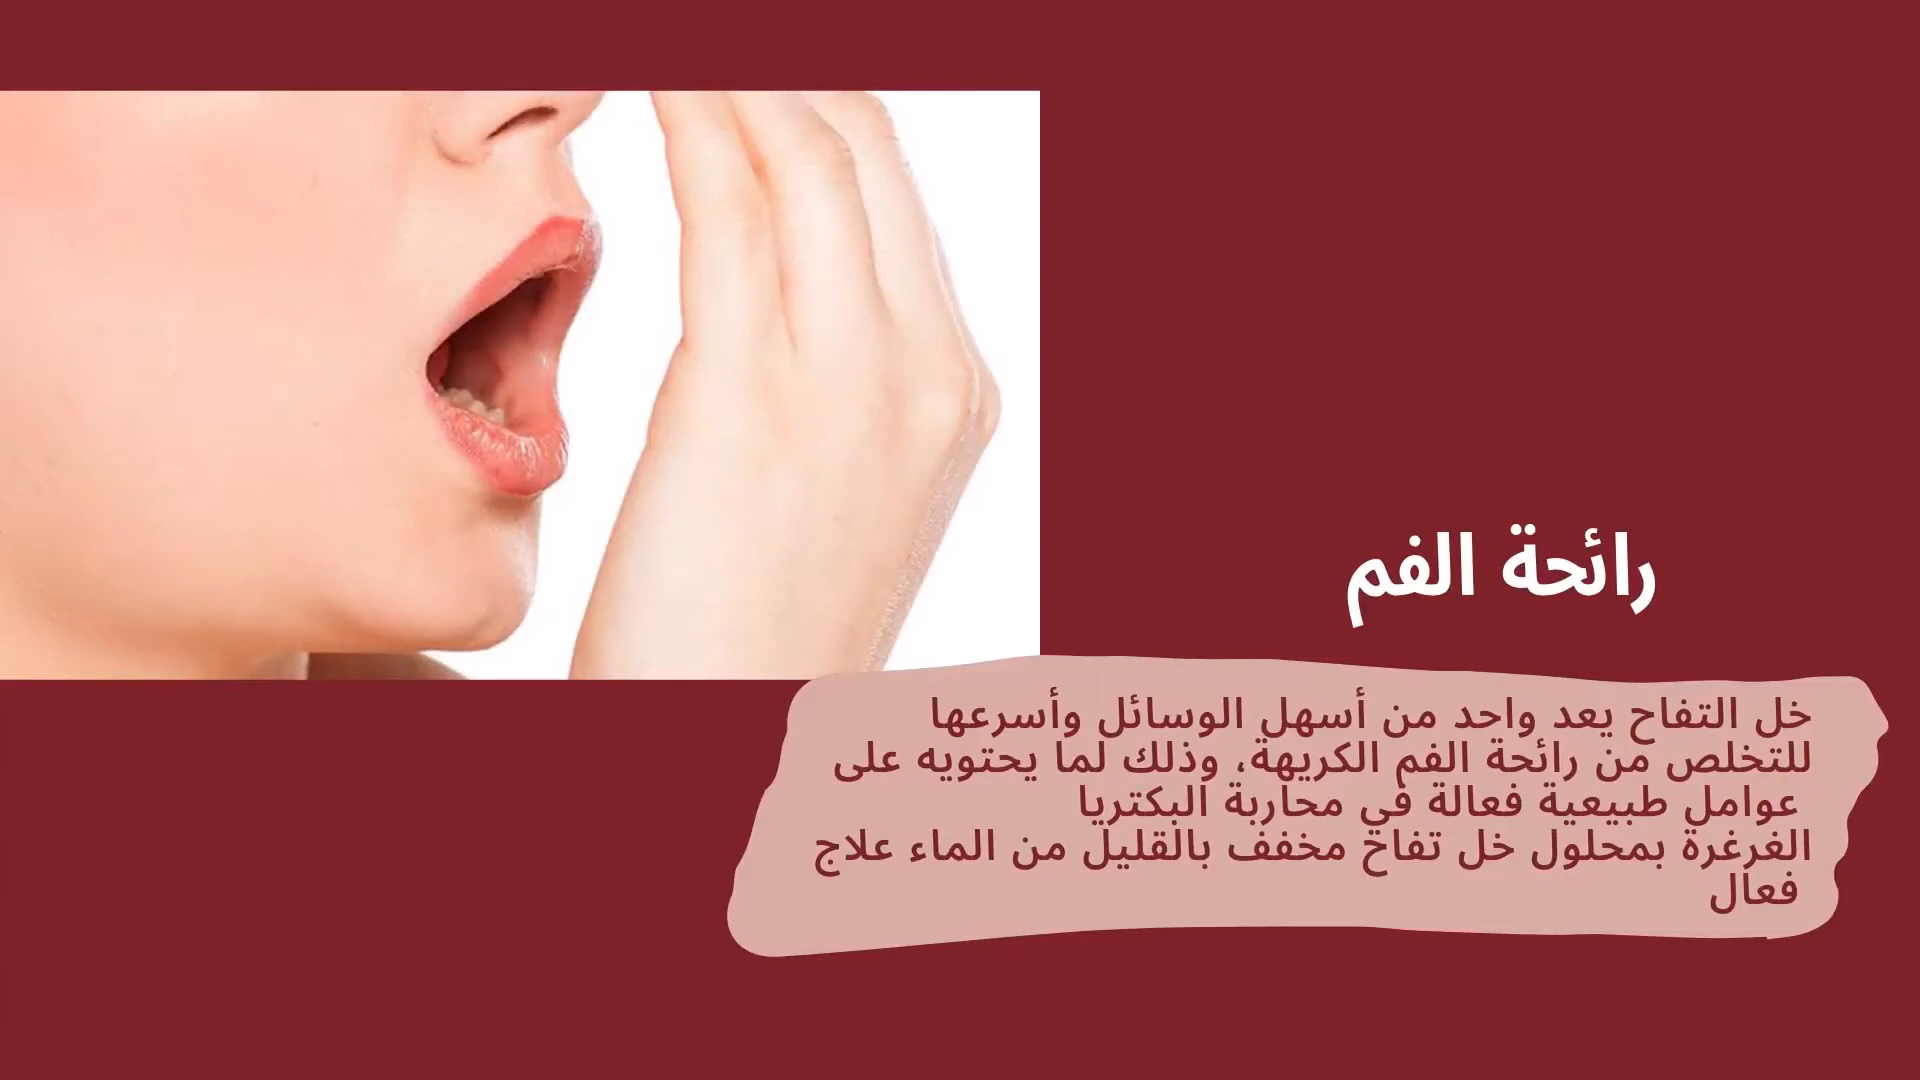 رائحة الفم
خل التفاح يعد واحد من أسهل الوسائل وأسرعها
للتخلص من رائحة الفم الكريهة، وذلك لما يحتويه على
عوامل طبيعية فعالة في محاربة البكتريا
الغرغرة بمحلول خل تفاح مخفف بالقليل من الماء علاج
فعال